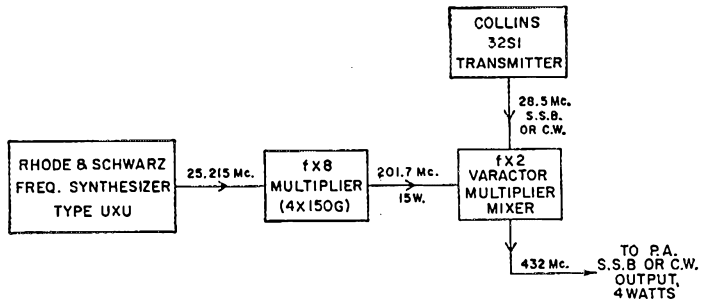 COLLINS
32S1
TRANSMITTER
28.5 Mc.
S.S.B.
OR C.W.
RHODE & SCHWARZ
FREQ. SYNTHESIZER
TYPE UXU
25.215 Mc.
f X 8
MULTIPLIER
(4X150G)
201.7 Mc.
15W.
f X 2
VARACTOR
MULTIPLIER
MIXER
432 Mc.
TO P.A.
S.S.B OR C.W.
OUTPUT,
4 WATTS